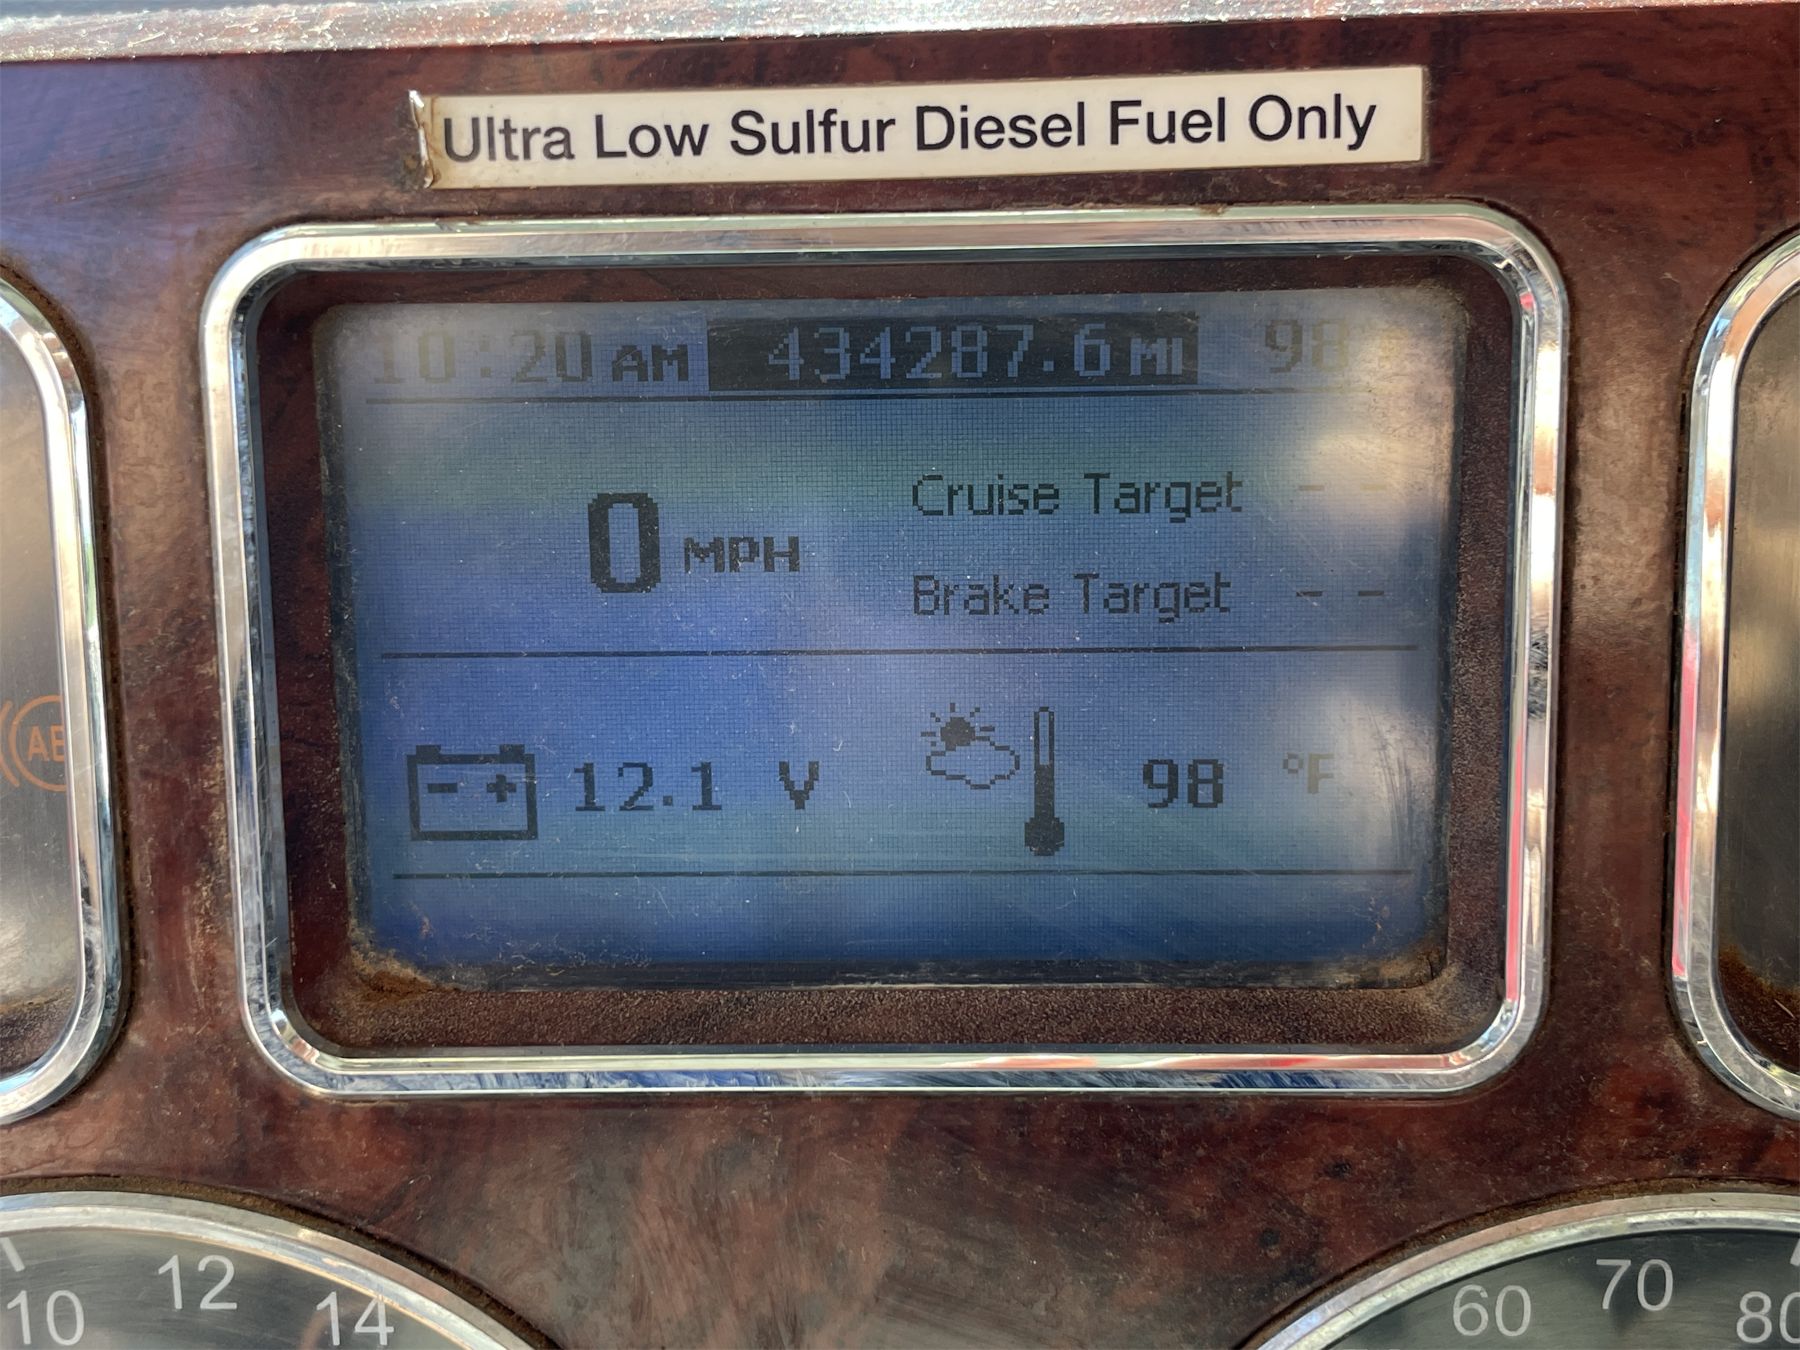 Ultra Low Sulfur Diesel Fuel Only
10:20 AM 434287.6 MI 98°F
0 MPH
Cruise Target - -
Brake Target - -
12.1 V 98 °F
10 12 14
60 70 80